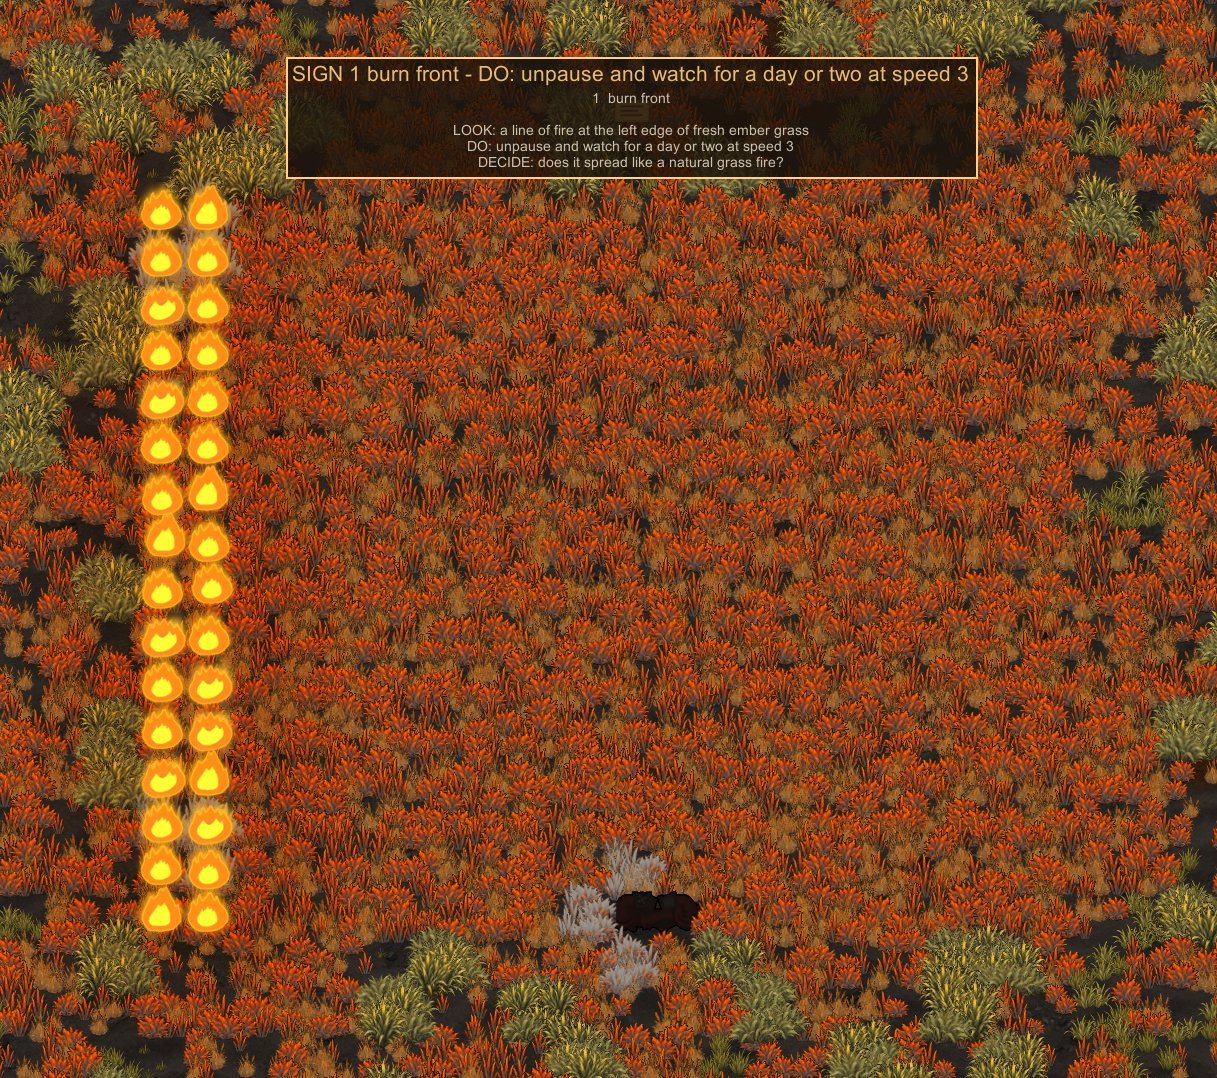 SIGN 1 burn front - DO: unpause and watch for a day or two at speed 3
1 burn front
LOOK: a line of fire at the left edge of fresh ember grass
DO: unpause and watch for a day or two at speed 3
DECIDE: does it spread like a natural grass fire?